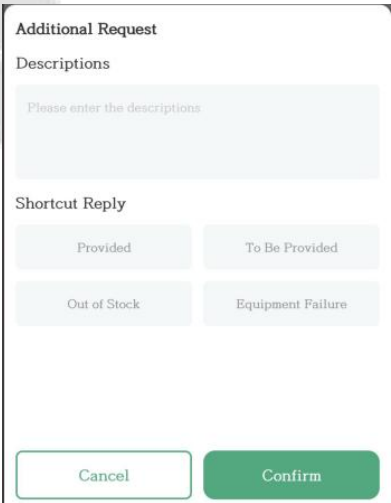 Additional Request
Descriptions
Please enter the descriptions
Shortcut Reply
Provided
To Be Provided
Out of Stock
Equipment Failure
Cancel
Confirm